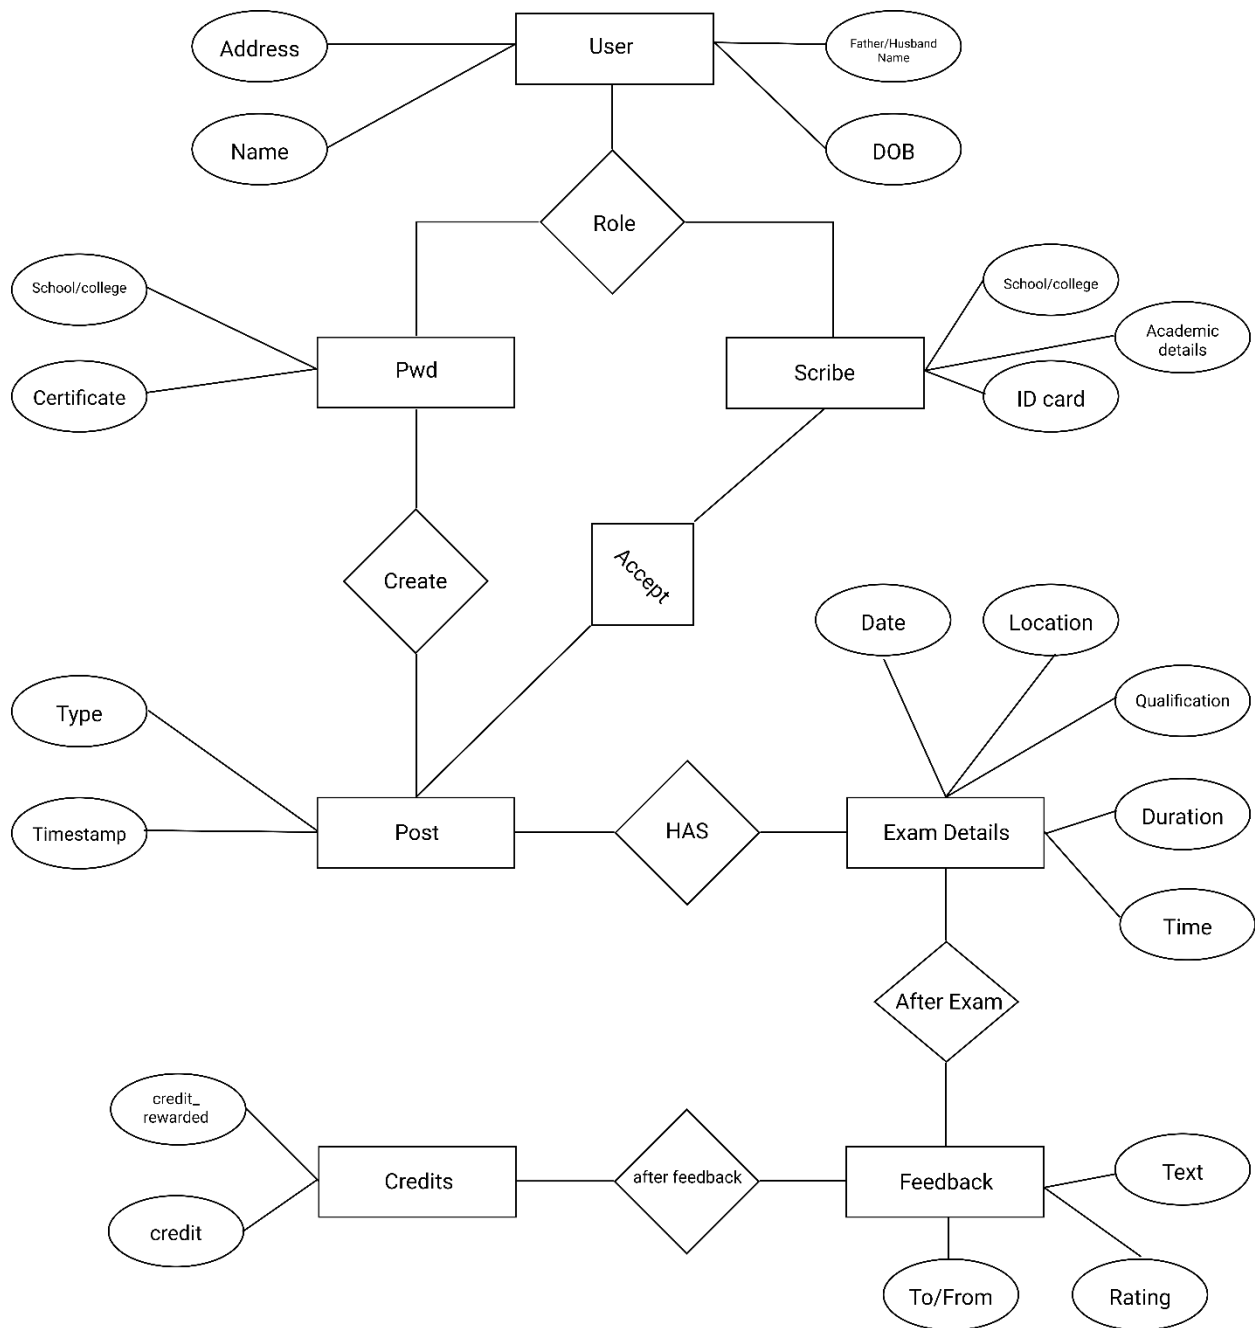 Address
User
Father/Husband
Name
Name
DOB
Role
School/college
School/college
Academic
details
Pwd
Scribe
Certificate
ID card
Create
Accept
Date
Location
Type
Qualification
Timestamp
Post
HAS
Exam Details
Duration
Time
After Exam
credit_
rewarded
Credits
after feedback
Feedback
Text
credit
To/From
Rating